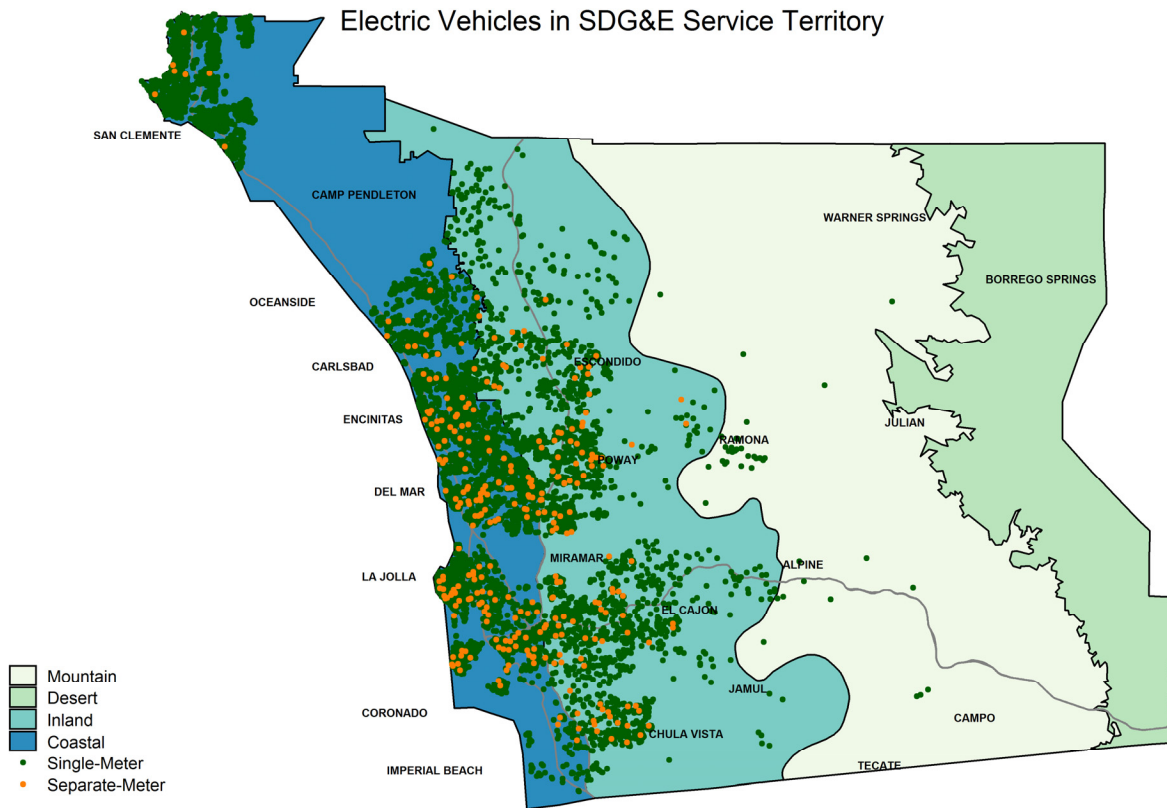 Electric Vehicles in SDG&E Service Territory
SAN CLEMENTE
CAMP PENDLETON
WARNER SPRINGS
BORREGO SPRINGS
OCEANSIDE
CARLSBAD
ESCONDIDO
ENCINITAS
JULIAN
RAMONA
POWAY
DEL MAR
MIRAMAR
ALPINE
LA JOLLA
EL CAJON
JAMUL
CORONADO
CAMPO
CHULA VISTA
IMPERIAL BEACH
TECATE
Mountain
Desert
Inland
Coastal
Single-Meter
Separate-Meter